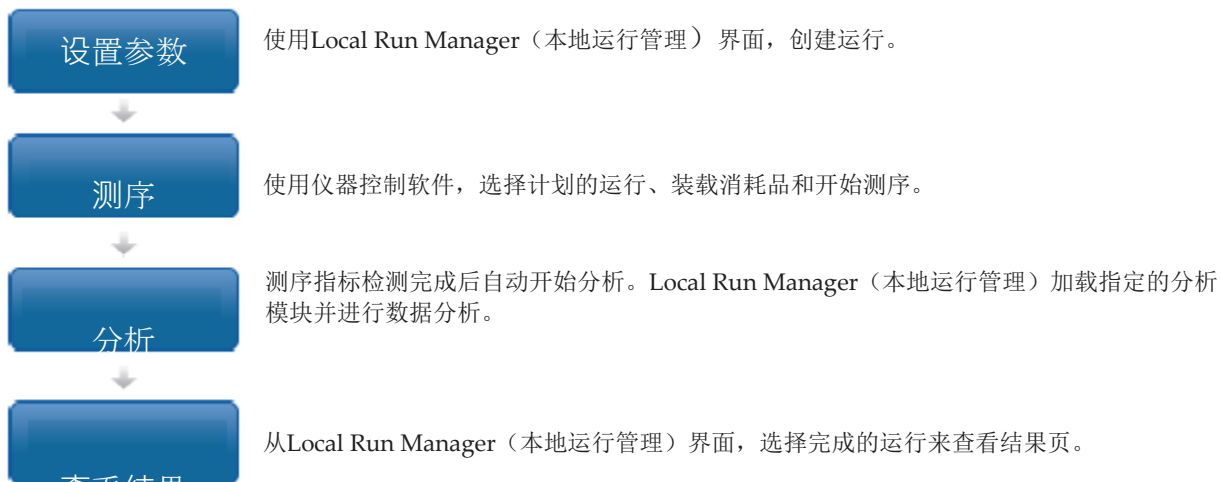 设置参数
使用Local Run Manager（本地运行管理）界面，创建运行。
测序
使用仪器控制软件，选择计划的运行、装载消耗品和开始测序。
测序指标检测完成后自动开始分析。Local Run Manager（本地运行管理）加载指定的分析
模块并进行数据分析。
分析
从Local Run Manager（本地运行管理）界面，选择完成的运行来查看结果页。
查看结果